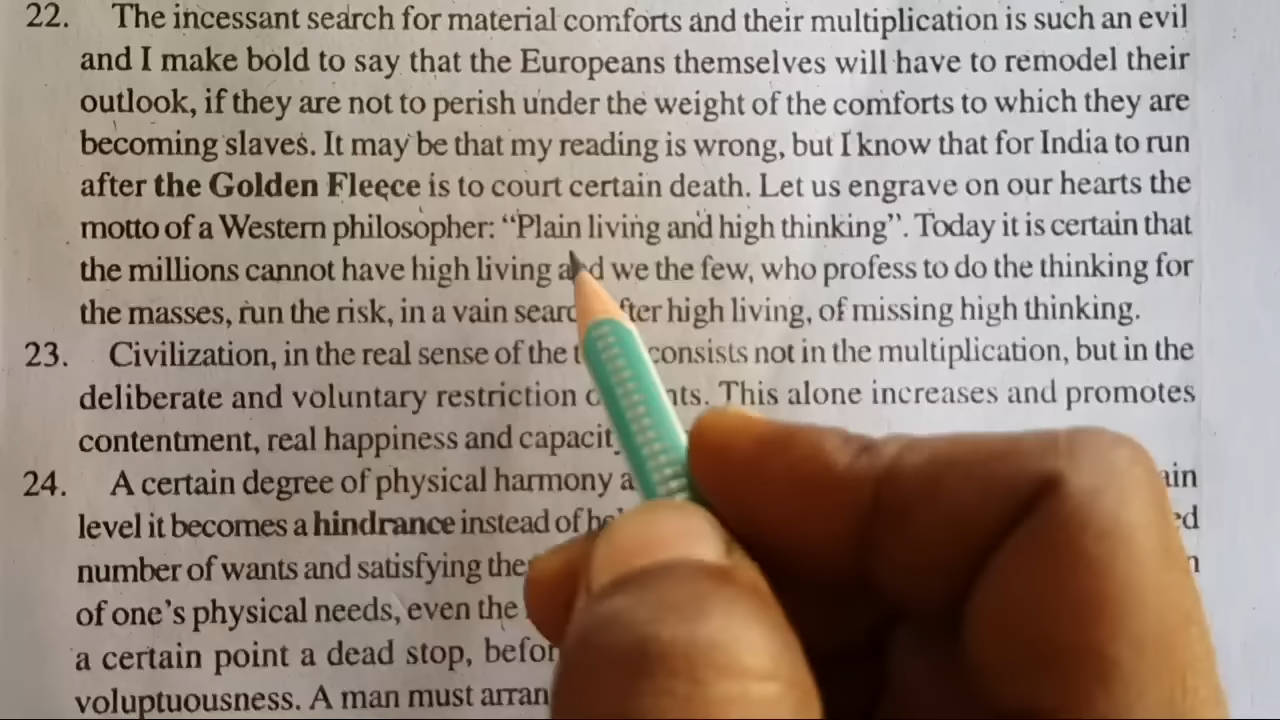 22. The incessant search for material comforts and their multiplication is such an evil
and I make bold to say that the Europeans themselves will have to remodel their
outlook, if they are not to perish under the weight of the comforts to which they are
becoming slaves. It may be that my reading is wrong, but I know that for India to run
after the Golden Fleece is to court certain death. Let us engrave on our hearts the
motto of a Western philosopher: “Plain living and high thinking”. Today it is certain that
the millions cannot have high living and we the few, who profess to do the thinking for
the masses, run the risk, in a vain search after high living, of missing high thinking.
23. Civilization, in the real sense of the consists not in the multiplication, but in the
deliberate and voluntary restriction This alone increases and promotes
contentment, real happiness and capacity
24. A certain degree of physical harmony
level it becomes a hindrance instead of
number of wants and satisfying
of one’s physical needs, even the
a certain point a dead stop,
voluptuousness. A man must